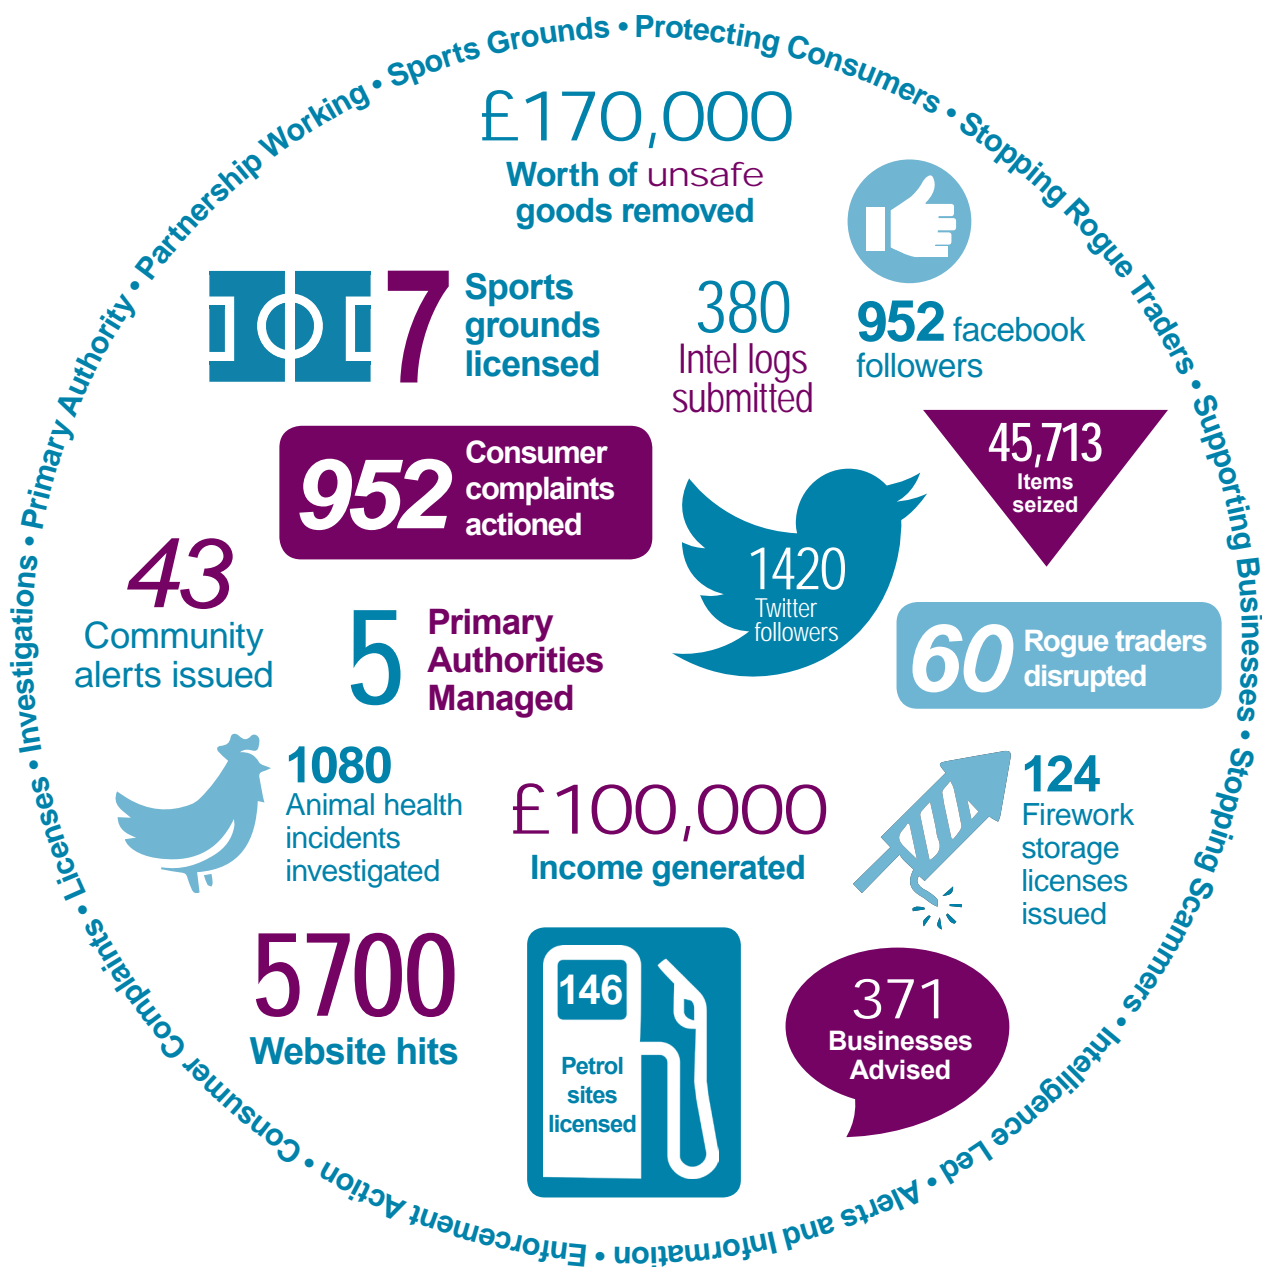 Sports Grounds • Protecting Consumers • Stopping Rogue Traders • Supporting Businesses • Stopping Scammers • Intelligence Led • Alerts and Information • Enforcement Action • Consumer Complaints • Licenses • Investigations • Primary Authority • Partnership Working •
£170,000
Worth of unsafe
goods removed
7
Sports
grounds
licensed
380
Intel logs
submitted
952 facebook
followers
952
Consumer
complaints
actioned
45,713
Items
seized
43
Community
alerts issued
5
Primary
Authorities
Managed
1420
Twitter
followers
60
Rogue traders
disrupted
1080
Animal health
incidents
investigated
£100,000
Income generated
124
Firework
storage
licenses
issued
5700
Website hits
146
Petrol
sites
licensed
371
Businesses
Advised